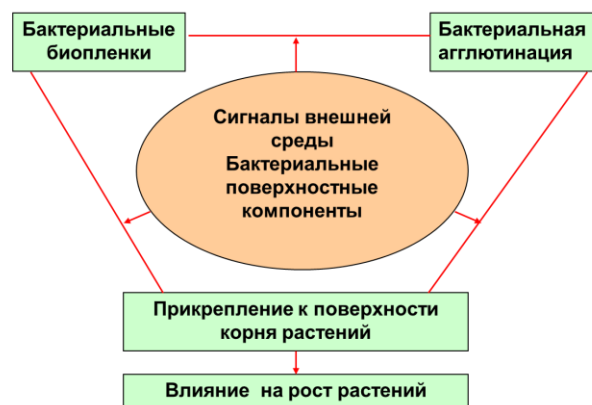 Бактериальные
биопленки
Бактериальная
агглютинация
Сигналы внешней
среды
Бактериальные
поверхностные
компоненты
Прикрепление к поверхности
корня растений
Влияние на рост растений